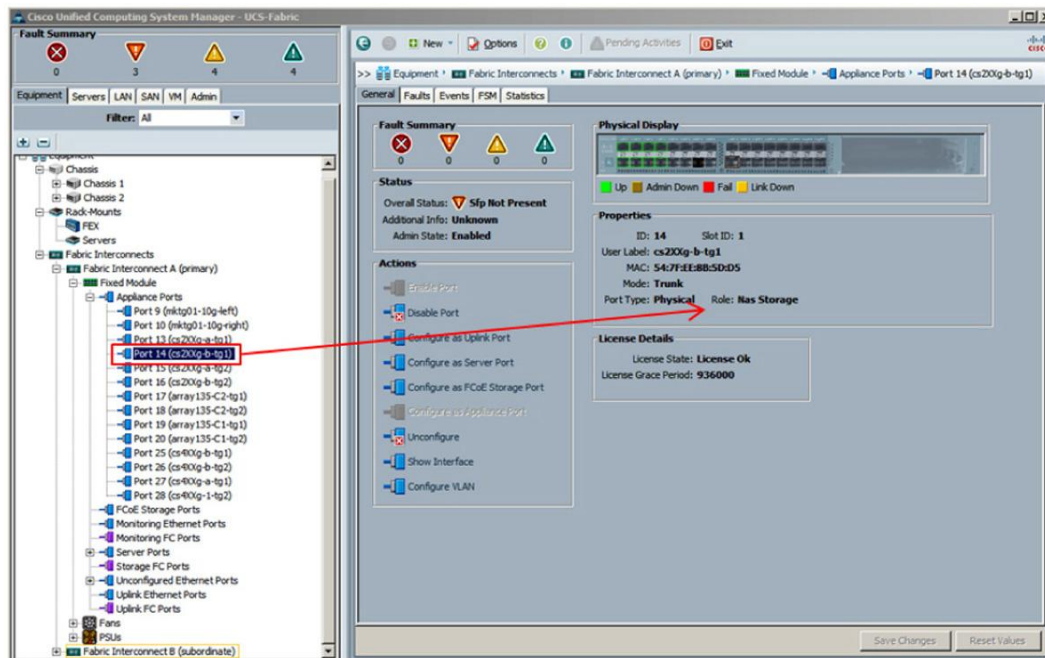 Cisco Unified Computing System Manager - UCS-Fabric
Fault Summary
0 3 4 4
Equipment Servers LAN SAN VM Admin
Filter: All
Equipment
Chassis
Chassis 1
Chassis 2
Rack-Mounts
FEX
Servers
Fabric Interconnects
Fabric Interconnect A (primary)
Fixed Module
Appliance Ports
Port 9 (mktg01-10g-left)
Port 10 (mktg01-10g-right)
Port 13 (cs2XXg-a-tg1)
Port 14 (cs2XXg-b-tg1)
Port 15 (cs2XXg-a-tg2)
Port 16 (cs2XXg-b-tg2)
Port 17 (array135-C2-tg1)
Port 18 (array135-C2-tg2)
Port 19 (array135-C1-tg1)
Port 20 (array135-C1-tg2)
Port 25 (cs4XXg-b-tg1)
Port 26 (cs4XXg-b-tg2)
Port 27 (cs4XXg-a-tg1)
Port 28 (cs4XXg-1-tg2)
FCoE Storage Ports
Monitoring Ethernet Ports
Monitoring FC Ports
Server Ports
Storage FC Ports
Unconfigured Ethernet Ports
Uplink Ethernet Ports
Uplink FC Ports
Fans
PSUs
Fabric Interconnect B (subordinate)
New Options Pending Activities Exit
CISCO
>> Equipment Fabric Interconnects Fabric Interconnect A (primary) Fixed Module Appliance Ports Port 14 (cs2XXg-b-tg1)
General Faults Events FSM Statistics
Fault Summary
0 0 0 0
Status
Overall Status: Sfp Not Present
Additional Info: Unknown
Admin State: Enabled
Actions
Enable Port
Disable Port
Configure as Uplink Port
Configure as Server Port
Configure as FCoE Storage Port
Configure as Appliance Port
Unconfigure
Show Interface
Configure VLAN
Physical Display
Up Admin Down Fail Link Down
Properties
ID: 14 Slot ID: 1
User Label: cs2XXg-b-tg1
MAC: 54:7F:EE:8B:5D:D5
Mode: Trunk
Port Type: Physical Role: Nas Storage
License Details
License State: License Ok
License Grace Period: 936000
Save Changes Reset Values